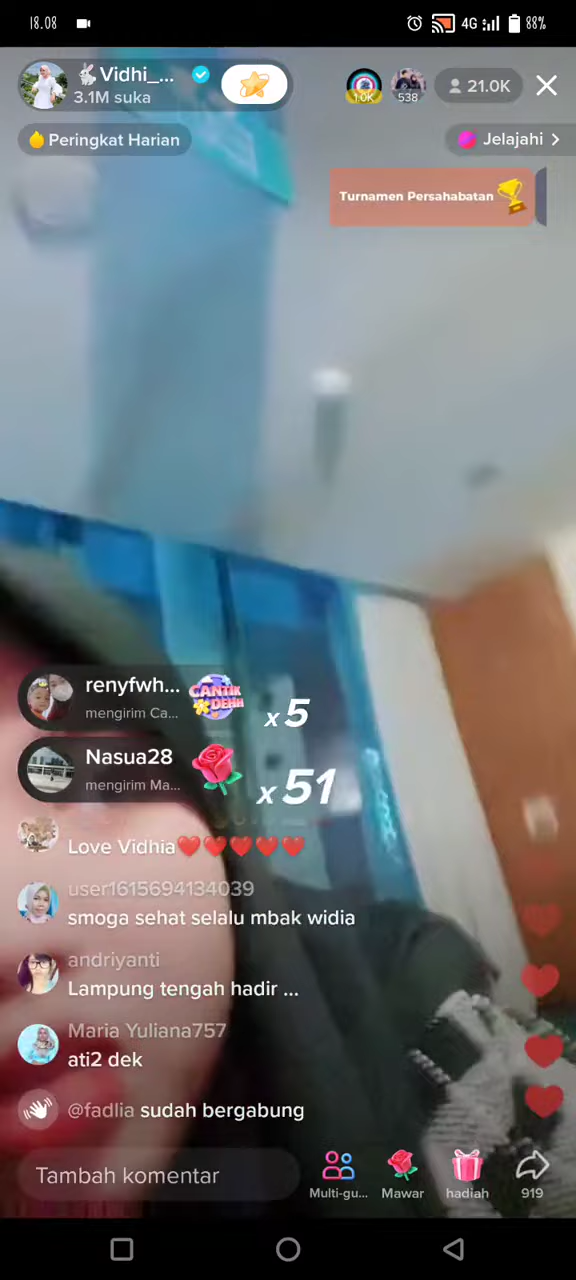 18.08
4G
88%
Vidhi_...
3.1M suka
1.0K
538
21.0K
Peringkat Harian
Jelajahi
Turnamen Persahabatan
renyfwh...
mengirim Ca...
CANTIK
DEHH
x5
Nasua28
mengirim Ma...
x51
Love Vidhia❤️❤️❤️❤️❤️
user1615694134039
smoga sehat selalu mbak widia
andriyanti
Lampung tengah hadir ...
Maria Yuliana757
ati2 dek
@fadlia sudah bergabung
Tambah komentar
Multi-gu...
Mawar
hadiah
919